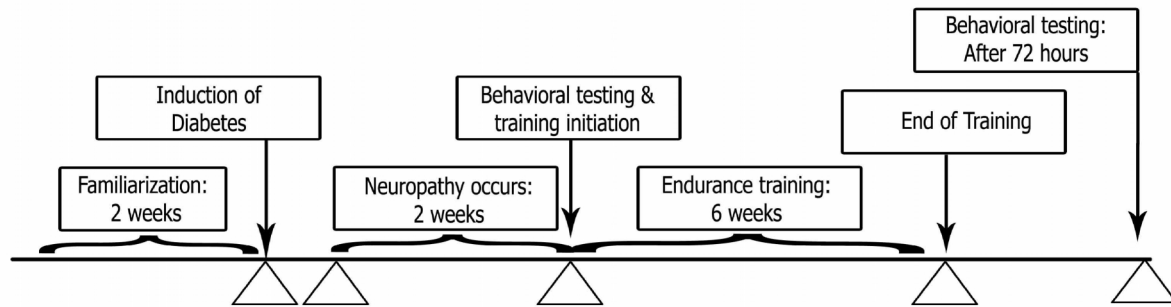 Behavioral testing:
After 72 hours
Induction of
Diabetes
Behavioral testing &
training initiation
End of Training
Familiarization:
2 weeks
Neuropathy occurs:
2 weeks
Endurance training:
6 weeks